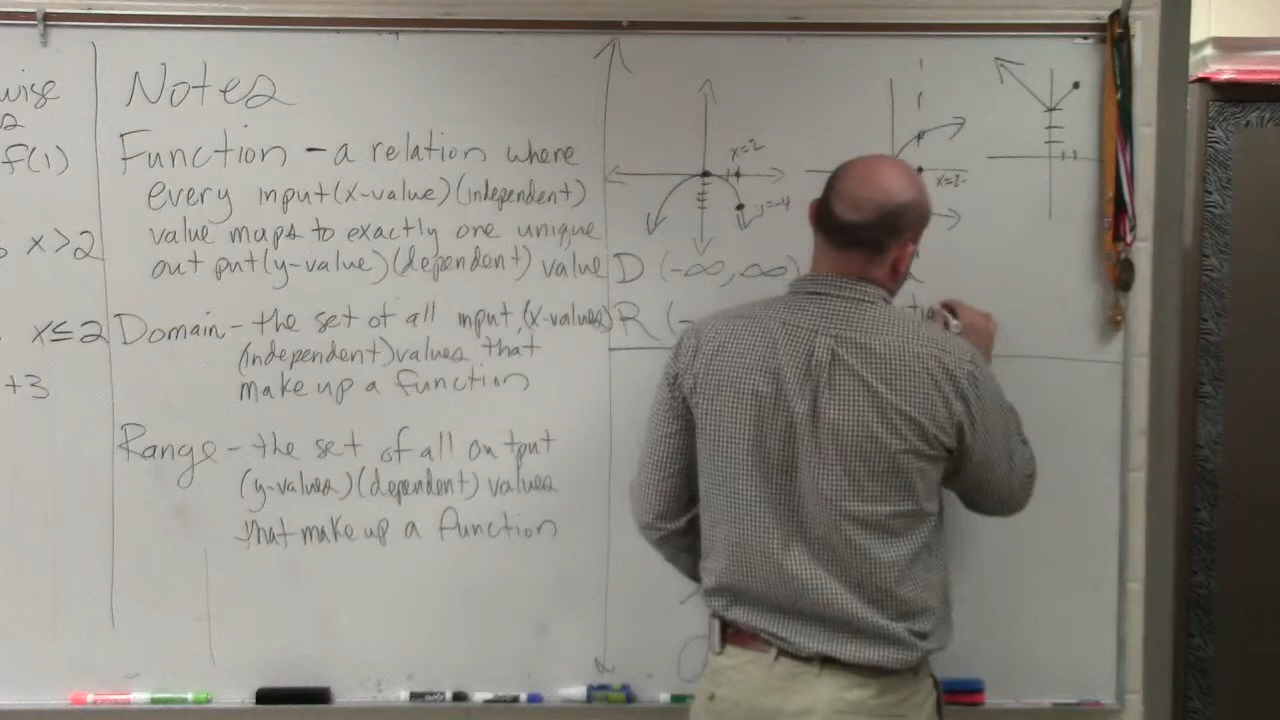 wise
f(1)
x>2
x≤2
+3
Notes
Function - a relation where
every input(x-value)(independent)
value maps to exactly one unique
out put(y-value)(dependent) value
Domain - the set of all input, (x-values)
(independent)values that
make up a function
Range - the set of all output
(y-values)(dependent) values
that make up a function
x=2
y=-4
D (-∞,∞)
R (-
x=2